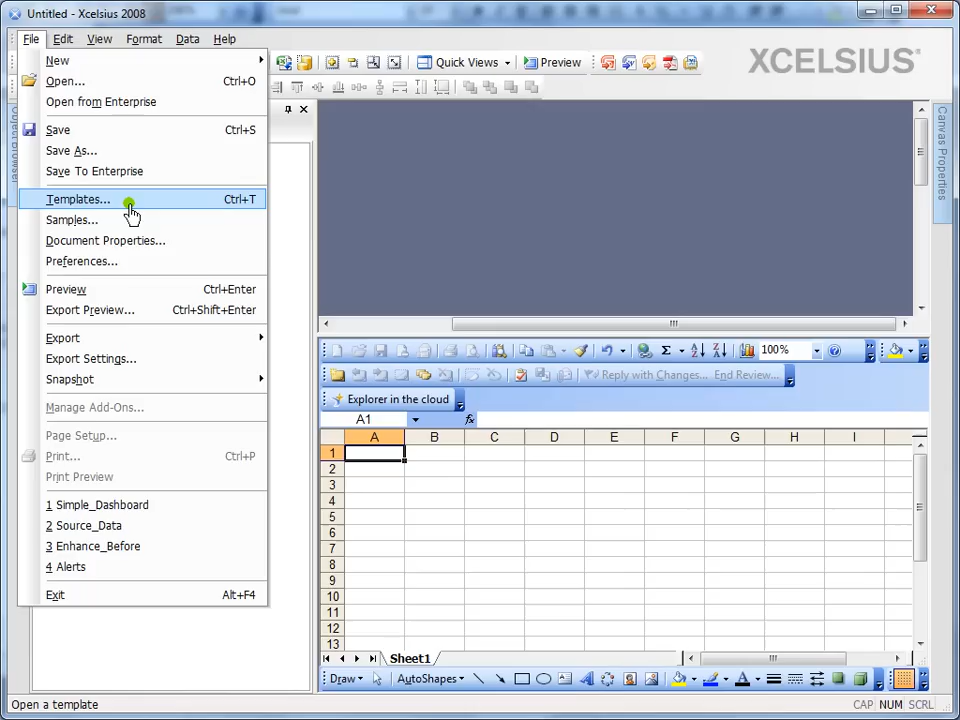 Untitled - Xcelsius 2008
File Edit View Format Data Help
Quick Views Preview
XCELSIUS
New
Open... Ctrl+O
Open from Enterprise
Save Ctrl+S
Save As...
Save To Enterprise
Templates... Ctrl+T
Samples...
Document Properties...
Preferences...
Preview Ctrl+Enter
Export Preview... Ctrl+Shift+Enter
Export
Export Settings...
Snapshot
Manage Add-Ons...
Page Setup...
Print... Ctrl+P
Print Preview
1 Simple_Dashboard
2 Source_Data
3 Enhance_Before
4 Alerts
Exit Alt+F4
Canvas Properties
100%
Reply with Changes... End Review...
Explorer in the cloud
A1 fx
A B C D E F G H I
1
2
3
4
5
6
7
8
9
10
11
12
13
Sheet1
Draw AutoShapes
Open a template CAP NUM SCRL